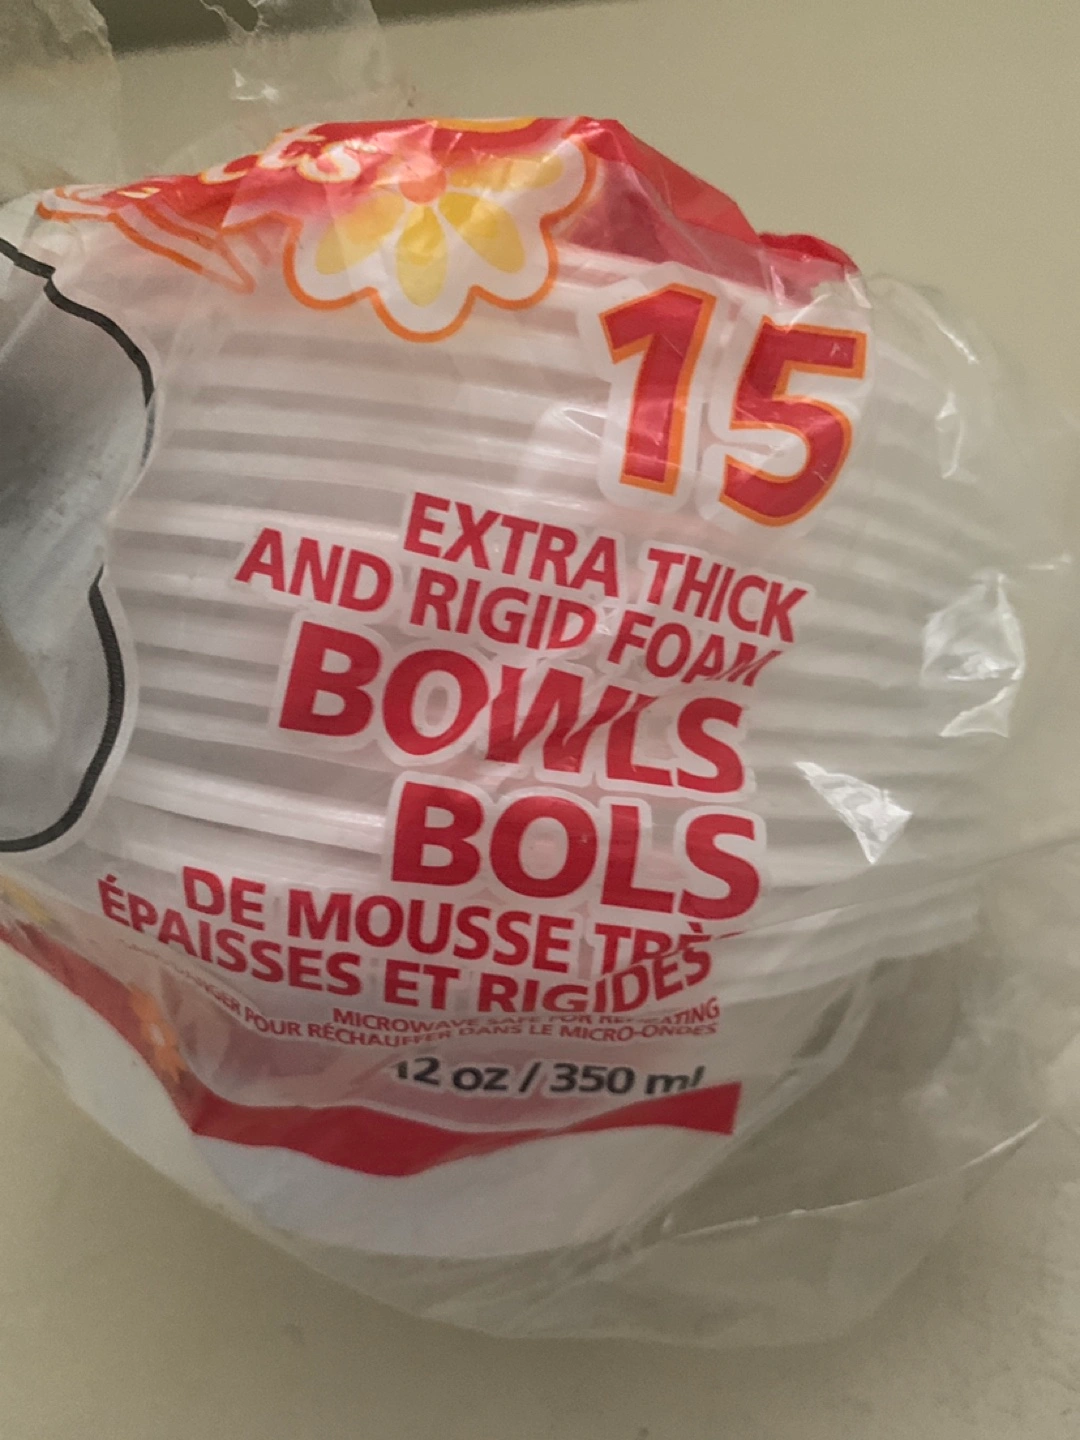 15
EXTRA THICK
AND RIGID FOAM
BOWLS
BOLS
DE MOUSSE TRÈS
ÉPAISSES ET RIGIDES
MICROWAVE SAFE FOR REHEATING
DANGER POUR RÉCHAUFFER DANS LE MICRO-ONDES
12 oz / 350 ml